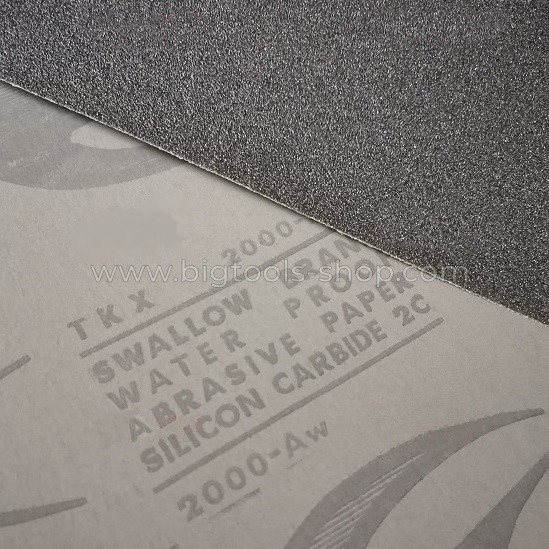 TKX 2000-
SWALLOW BRAN
WATER PROO
ABRASIVE PAPER
SILICON CARBIDE 2C
2000-Aw
www.bigtools-shop.com